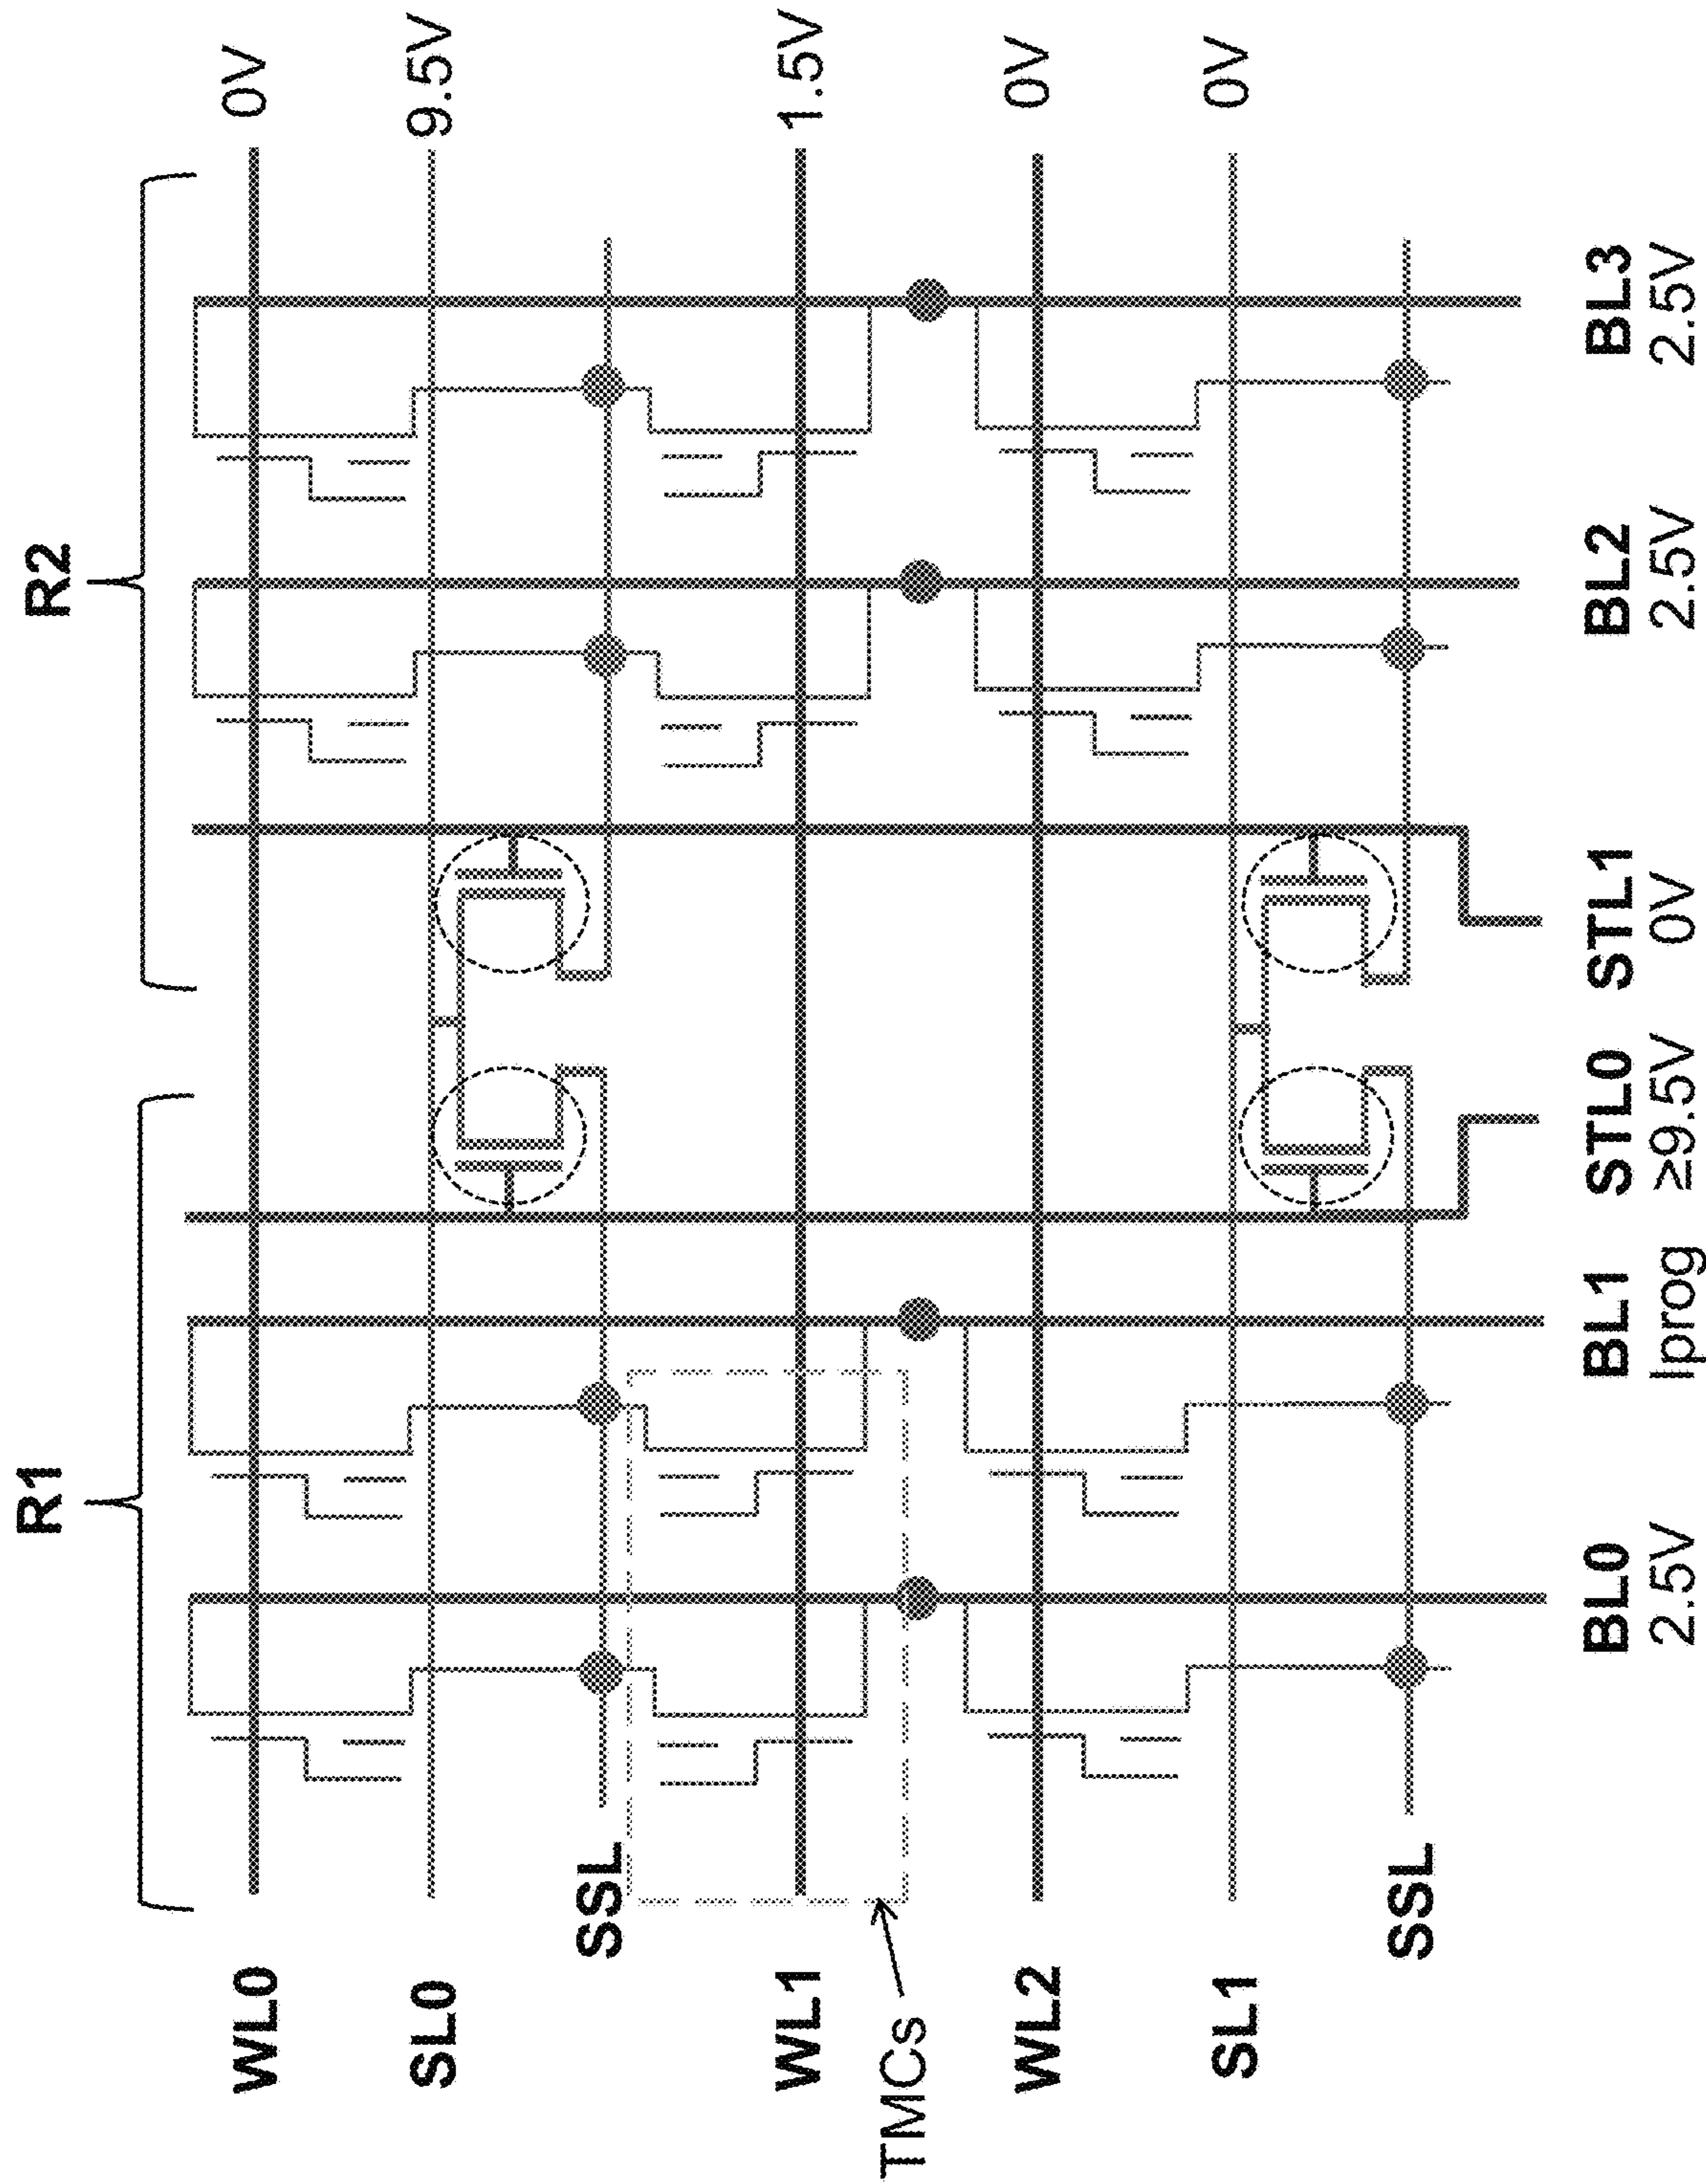 R1
R2
WL0
0V
SL0
9.5V
SSL
WL1
1.5V
TMCs
WL2
0V
SL1
0V
SSL
BL0
BL1
STL0
STL1
BL2
BL3
2.5V
Iprog
≥9.5V
0V
2.5V
2.5V